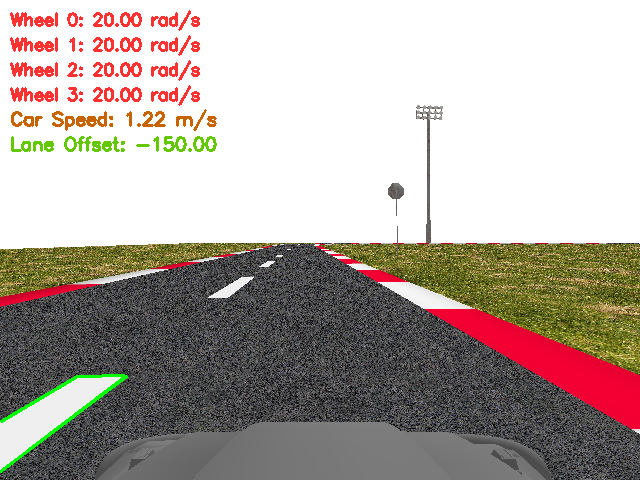 Wheel 0: 20.00 rad/s
Wheel 1: 20.00 rad/s
Wheel 2: 20.00 rad/s
Wheel 3: 20.00 rad/s
Car Speed: 1.22 m/s
Lane Offset: -150.00